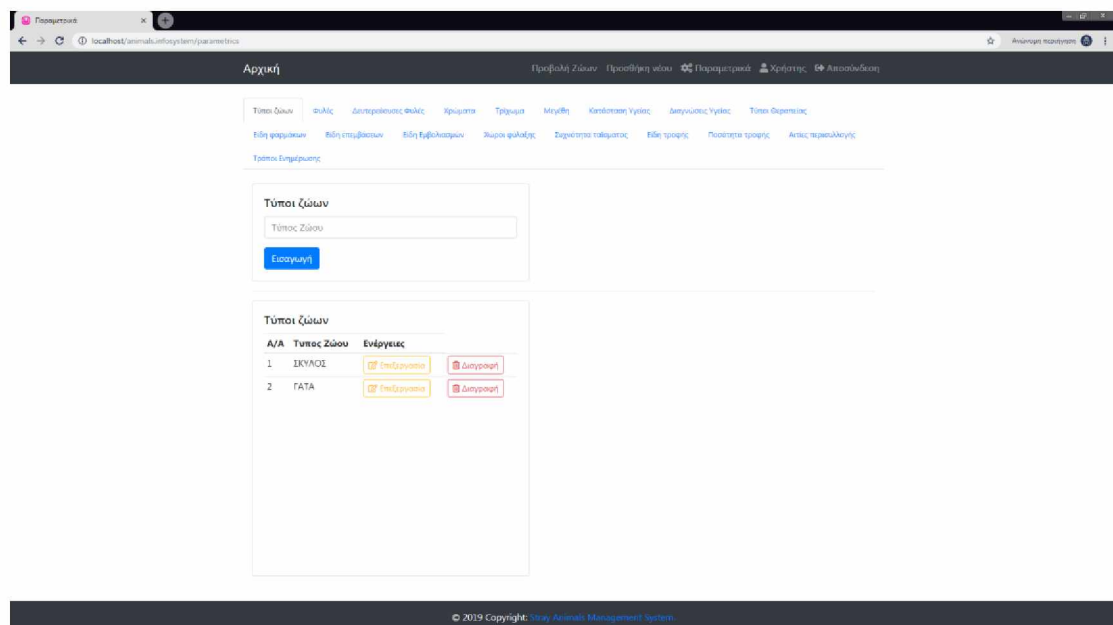 Παραμετρικά
localhost/animals.infosystem/parametrics
Ανώνυμη περιήγηση
Αρχική Προβολή Ζώων Προσθήκη νέου Παραμετρικά Χρήστης Αποσύνδεση
Τύποι ζώων Φυλές Δευτερεύουσες Φυλές Χρώματα Τρίχωμα Μεγέθη Κατάσταση Υγείας Διαγνώσεις Υγείας Τύποι Θεραπείας
Είδη φαρμάκων Είδη επεμβάσεων Είδη Εμβολιασμών Χώροι φύλαξης Συχνότητα ταΐσματος Είδη τροφής Ποσότητα τροφής Αιτίες περισυλλογής
Τρόποι Ενημέρωσης
Τύποι ζώων
Τύπος Ζώου
Εισαγωγή
Τύποι ζώων
Α/Α Τυπος Ζώου Ενέργειες
1 ΣΚΥΛΟΣ Επεξεργασία Διαγραφή
2 ΓΑΤΑ Επεξεργασία Διαγραφή
© 2019 Copyright: Stray Animals Management System.